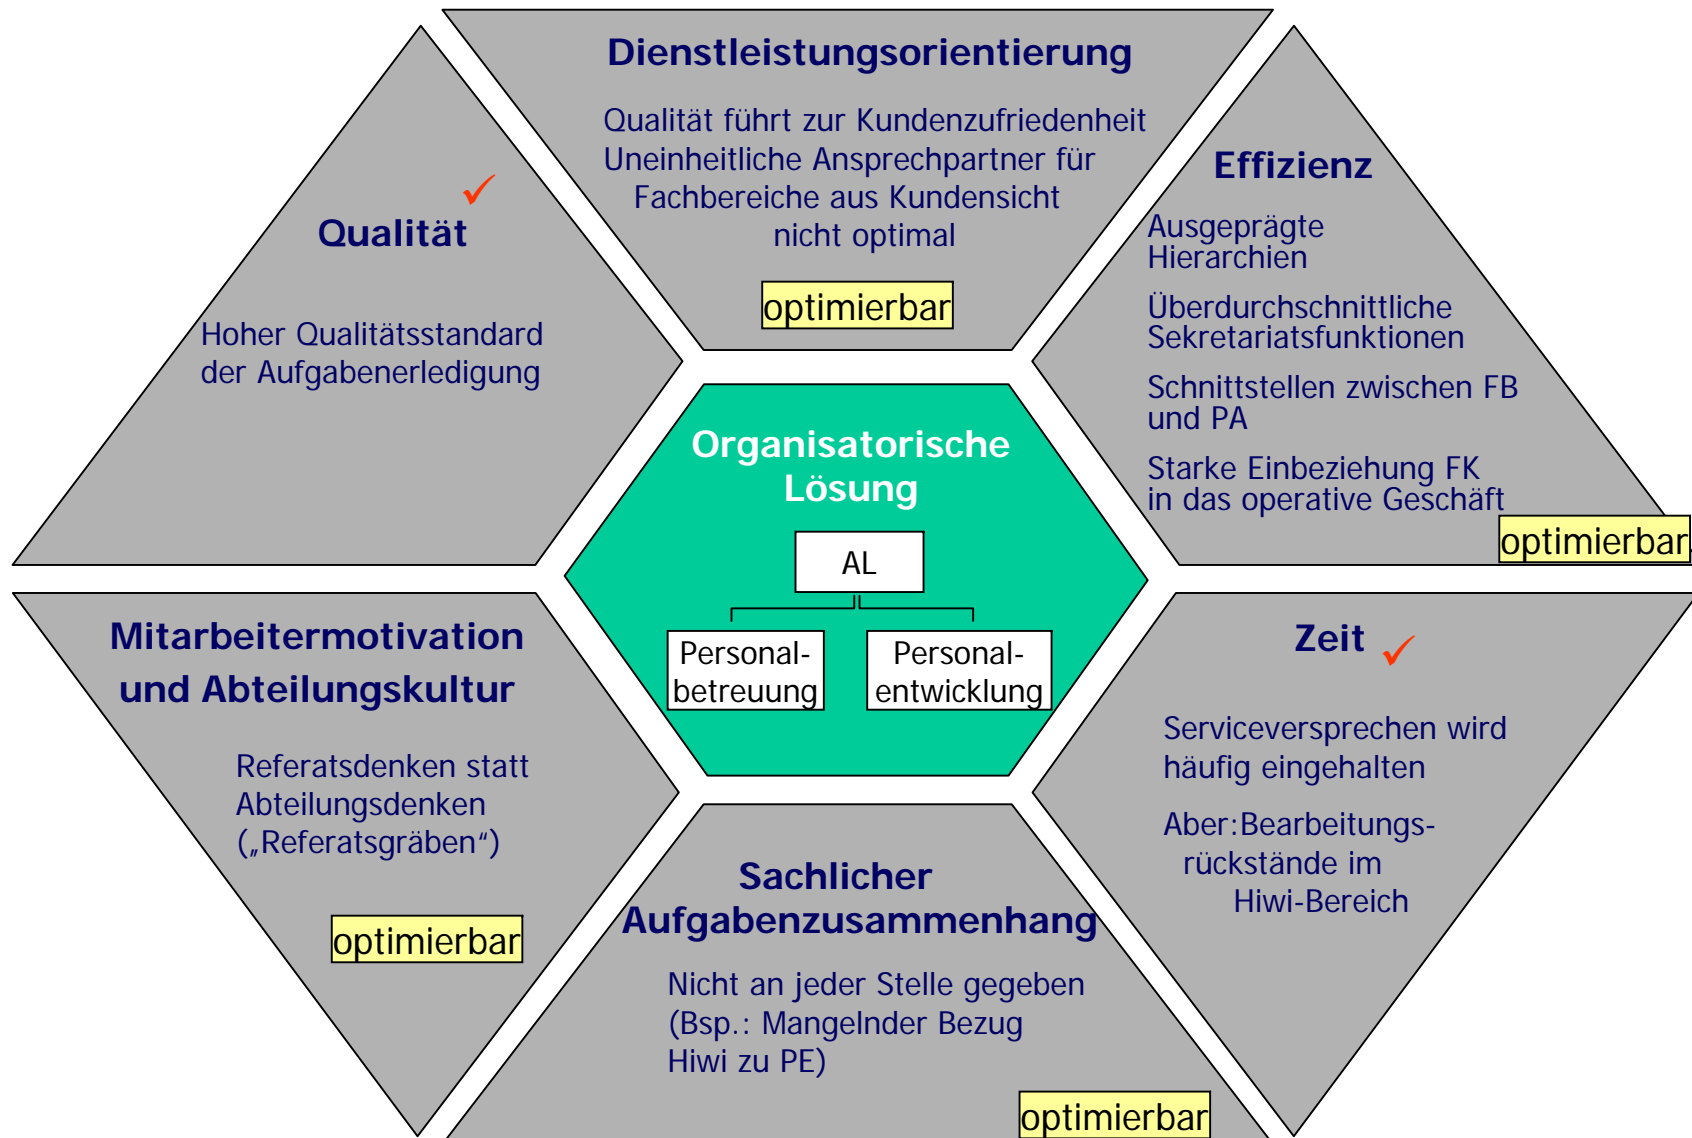 Dienstleistungsorientierung
Qualität führt zur Kundenzufriedenheit
Uneinheitliche Ansprechpartner für
Fachbereiche aus Kundensicht
nicht optimal
optimierbar
Qualität ✓
Hoher Qualitätsstandard
der Aufgabenerledigung
Effizienz
Ausgeprägte
Hierarchien
Überdurchschnittliche
Sekretariatsfunktionen
Schnittstellen zwischen FB
und PA
Starke Einbeziehung FK
in das operative Geschäft
optimierbar
Organisatorische
Lösung
AL
Personal-
betreuung
Personal-
entwicklung
Mitarbeitermotivation
und Abteilungskultur
Referatsdenken statt
Abteilungsdenken
(„Referatsgräben“)
optimierbar
Zeit ✓
Serviceversprechen wird
häufig eingehalten
Aber:Bearbeitungs-
rückstände im
Hiwi-Bereich
Sachlicher
Aufgabenzusammenhang
Nicht an jeder Stelle gegeben
(Bsp.: Mangelnder Bezug
Hiwi zu PE)
optimierbar